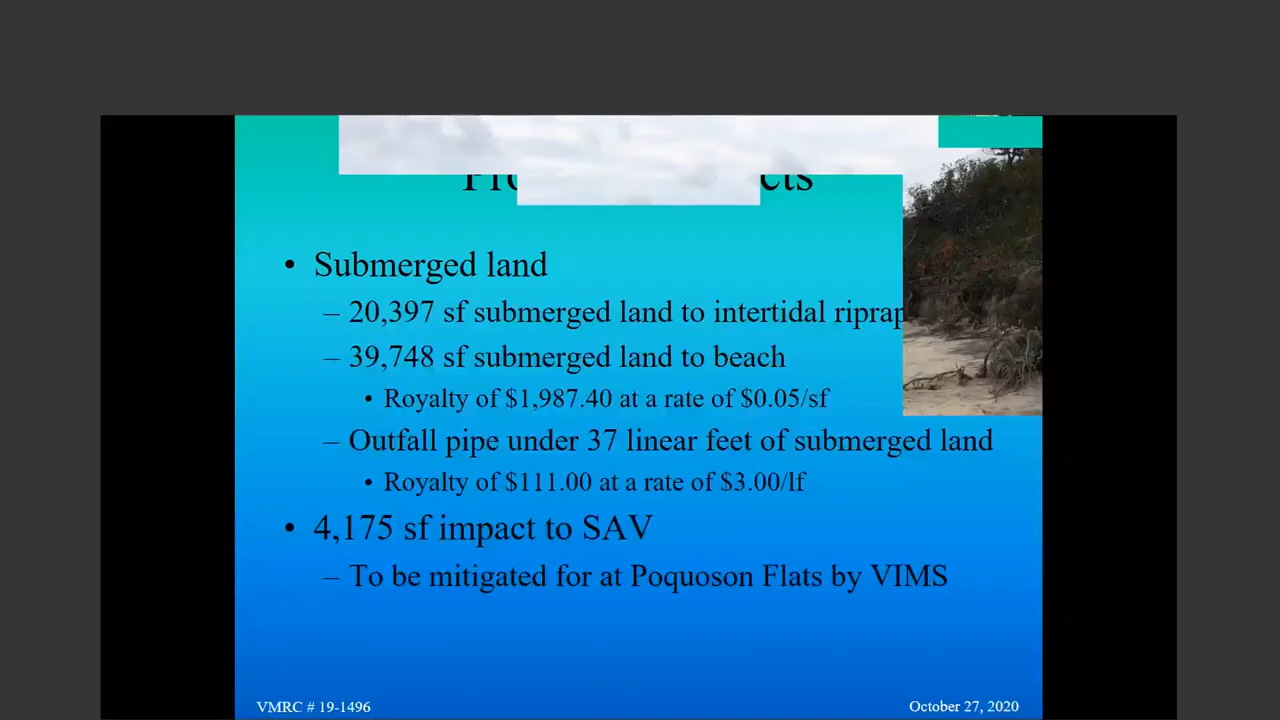 • Submerged land
– 20,397 sf submerged land to intertidal riprap
– 39,748 sf submerged land to beach
• Royalty of $1,987.40 at a rate of $0.05/sf
– Outfall pipe under 37 linear feet of submerged land
• Royalty of $111.00 at a rate of $3.00/lf
• 4,175 sf impact to SAV
– To be mitigated for at Poquoson Flats by VIMS
VMRC # 19-1496
October 27, 2020